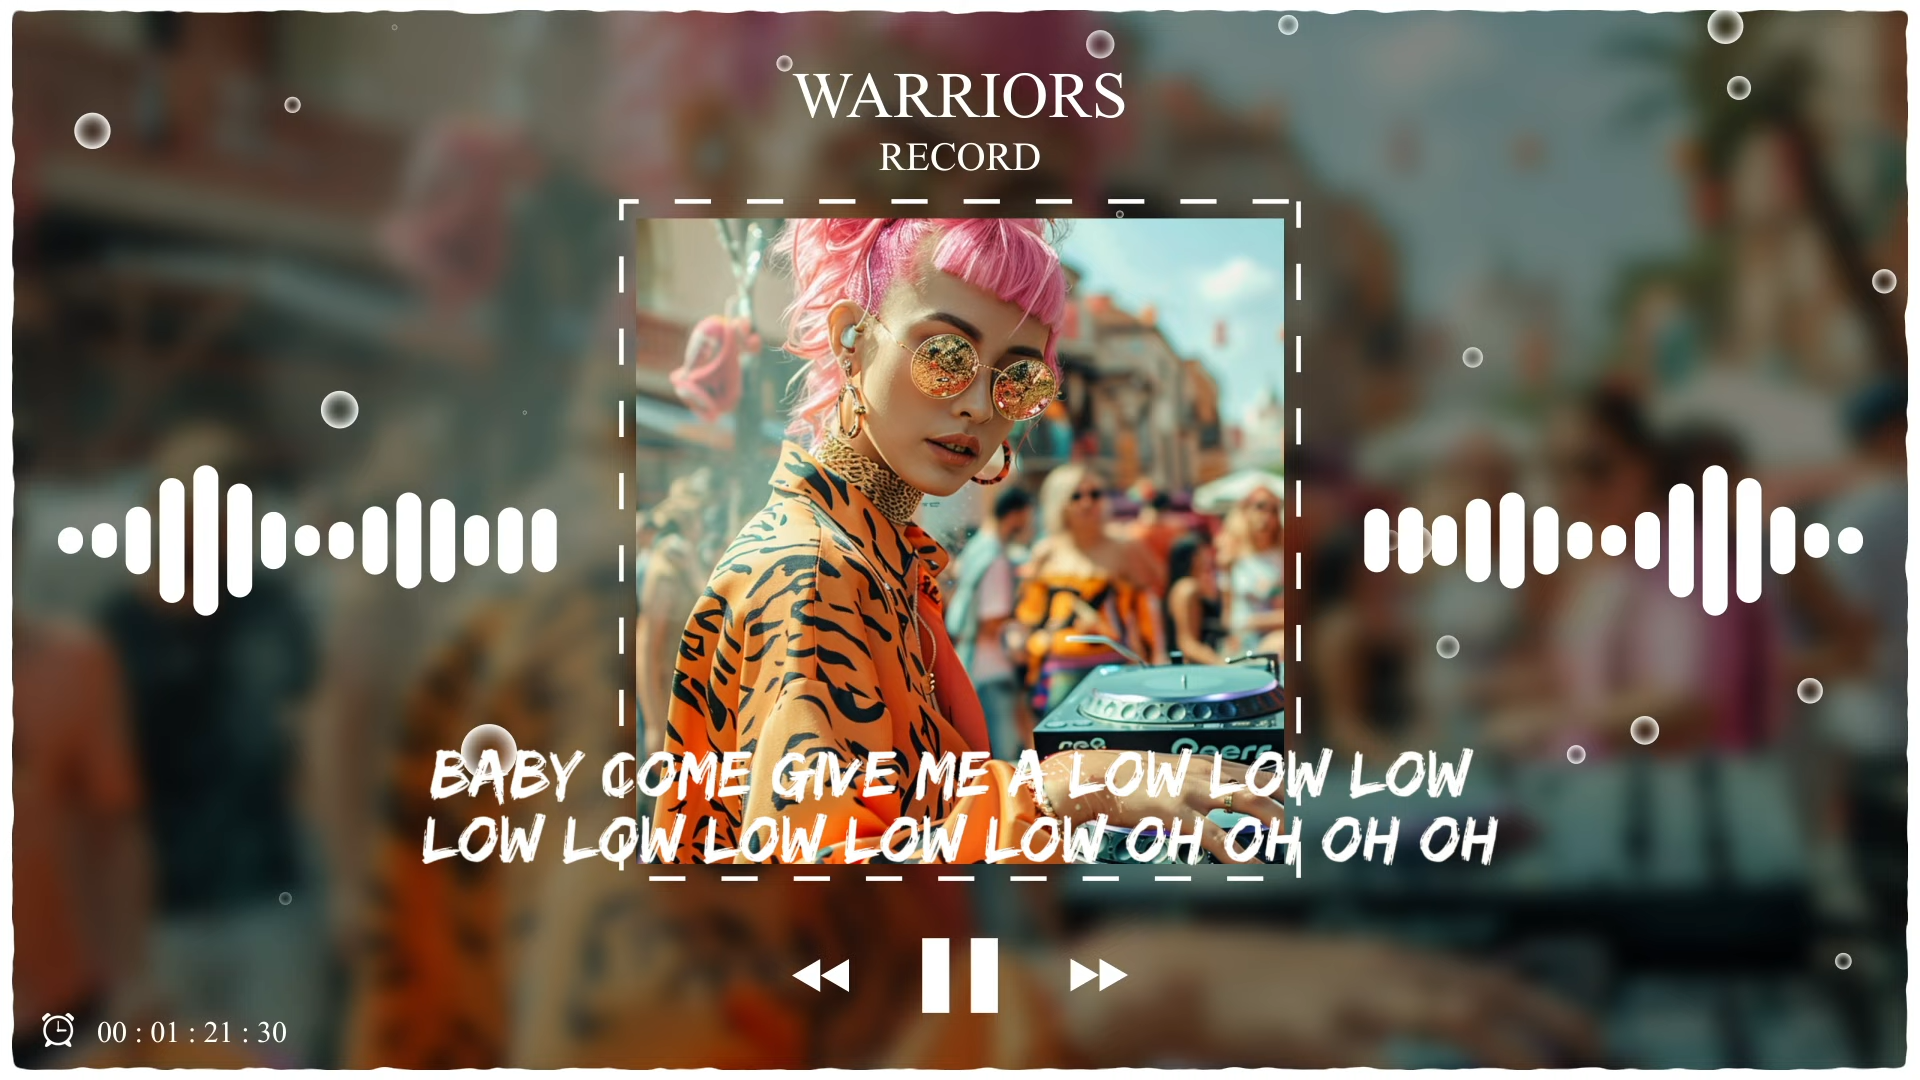 WARRIORS
RECORD
BABY COME GIVE ME A LOW LOW LOW
LOW LOW LOW LOW LOW OH OH OH OH
00 : 01 : 21 : 30